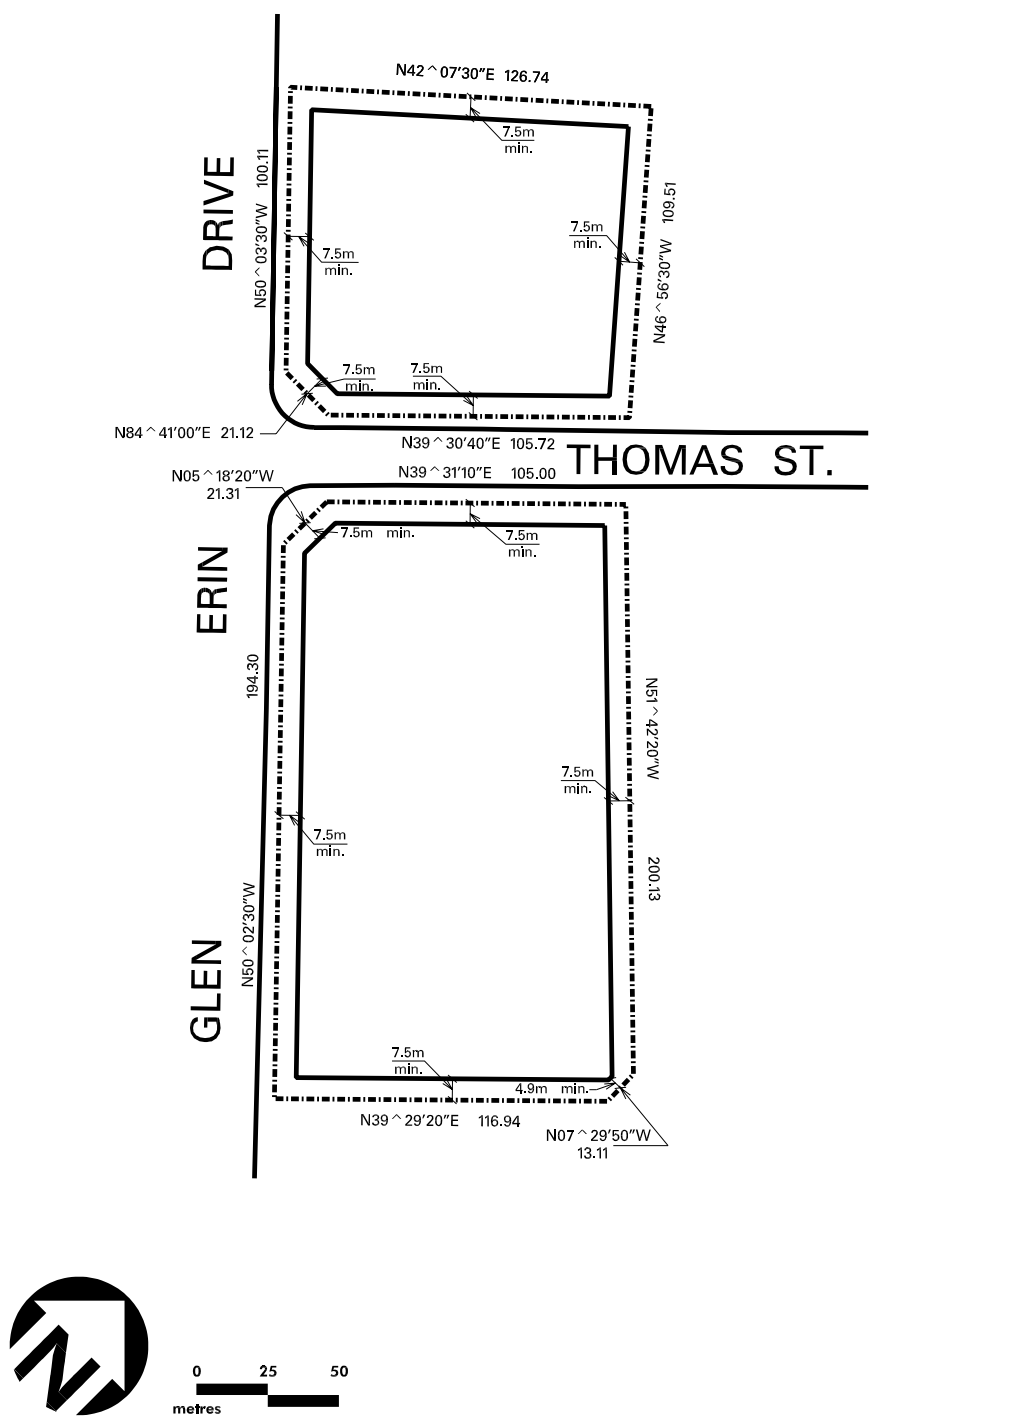 N42^07'30"E 126.74
7.5m
min.
DRIVE
N50^03'30"W 100.11
7.5m
min.
7.5m
min.
N46^56'30"W 109.51
7.5m
min.
7.5m
min.
N84^41'00"E 21.12
N39^30'40"E 105.72
THOMAS ST.
N39^31'10"E 105.00
N05^18'20"W
21.31
7.5m min.
7.5m
min.
ERIN
194.30
N51^42'20"W
7.5m
min.
7.5m
min.
200.13
N50^02'30"W
GLEN
7.5m
min.
4.9m min.
N39^29'20"E 116.94
N07^29'50"W
13.11
N
0 25 50
metres